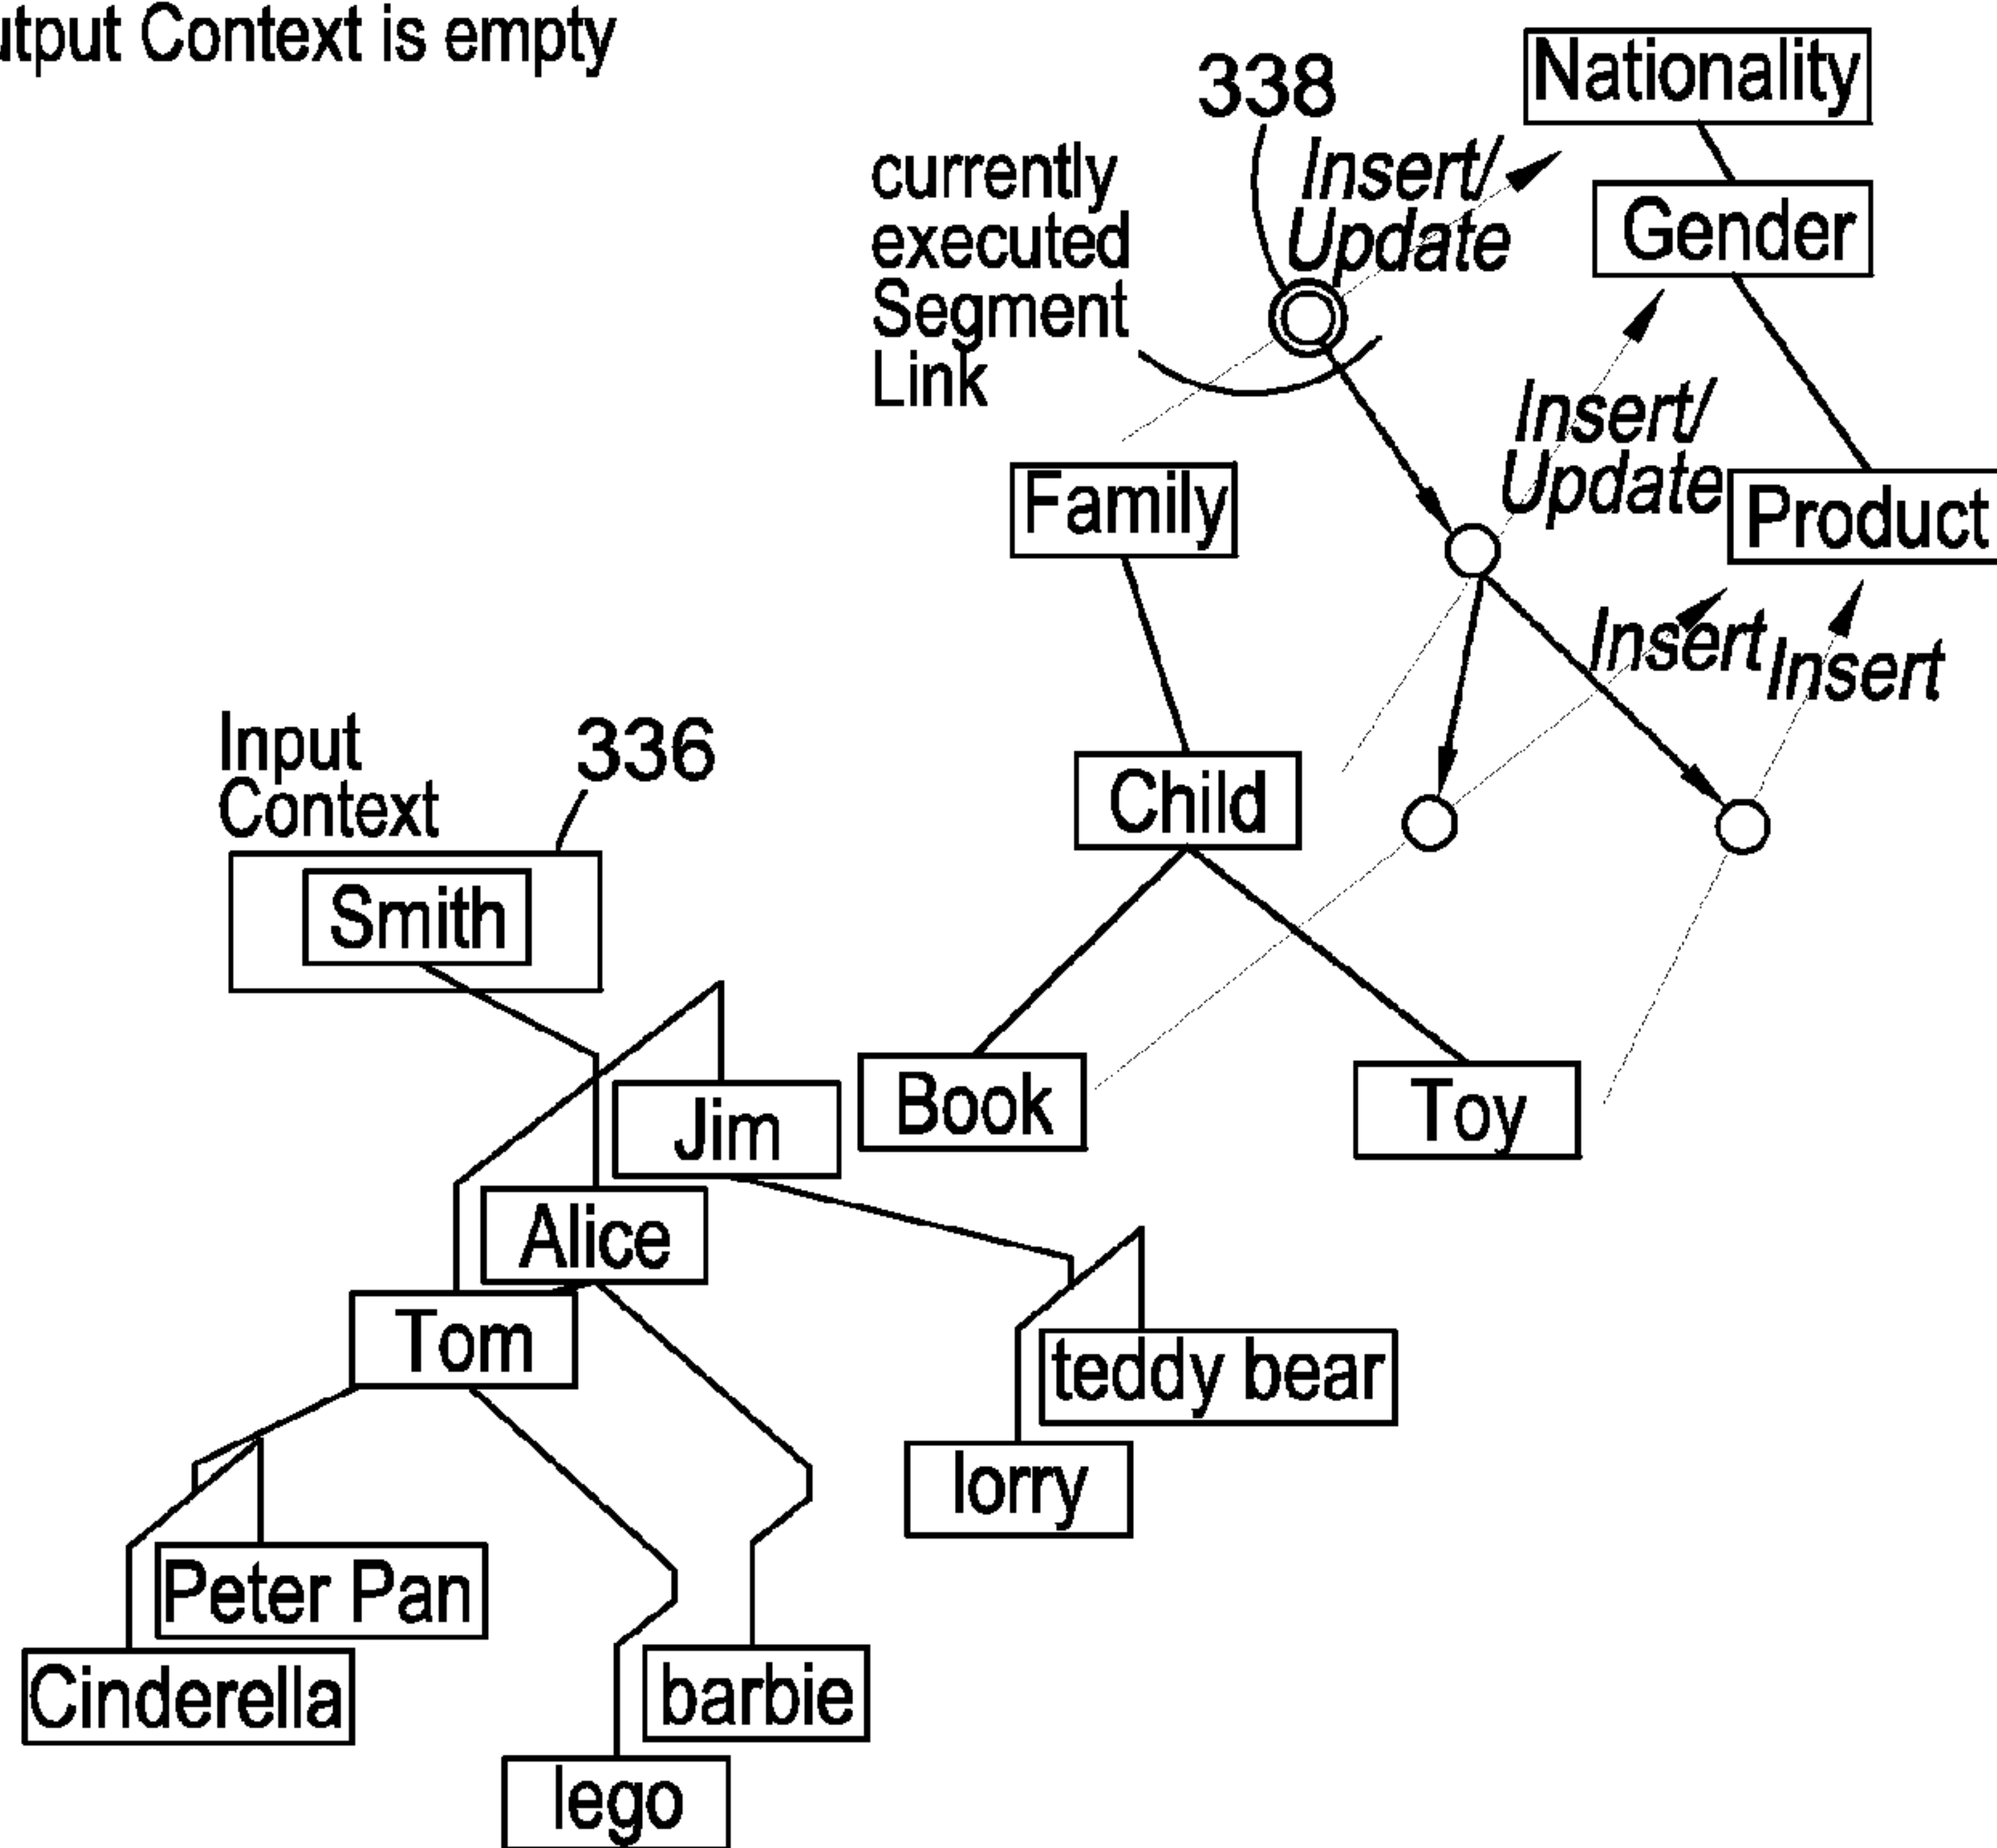 utput Context is empty
338
Nationality
currently
executed
Segment
Link
Insert/
Update
Gender
Insert/
Update
Family
Product
Insert
Insert
Input
Context
336
Child
Smith
Book
Toy
Jim
Alice
Tom
teddy bear
lorry
Peter Pan
Cinderella
barbie
lego